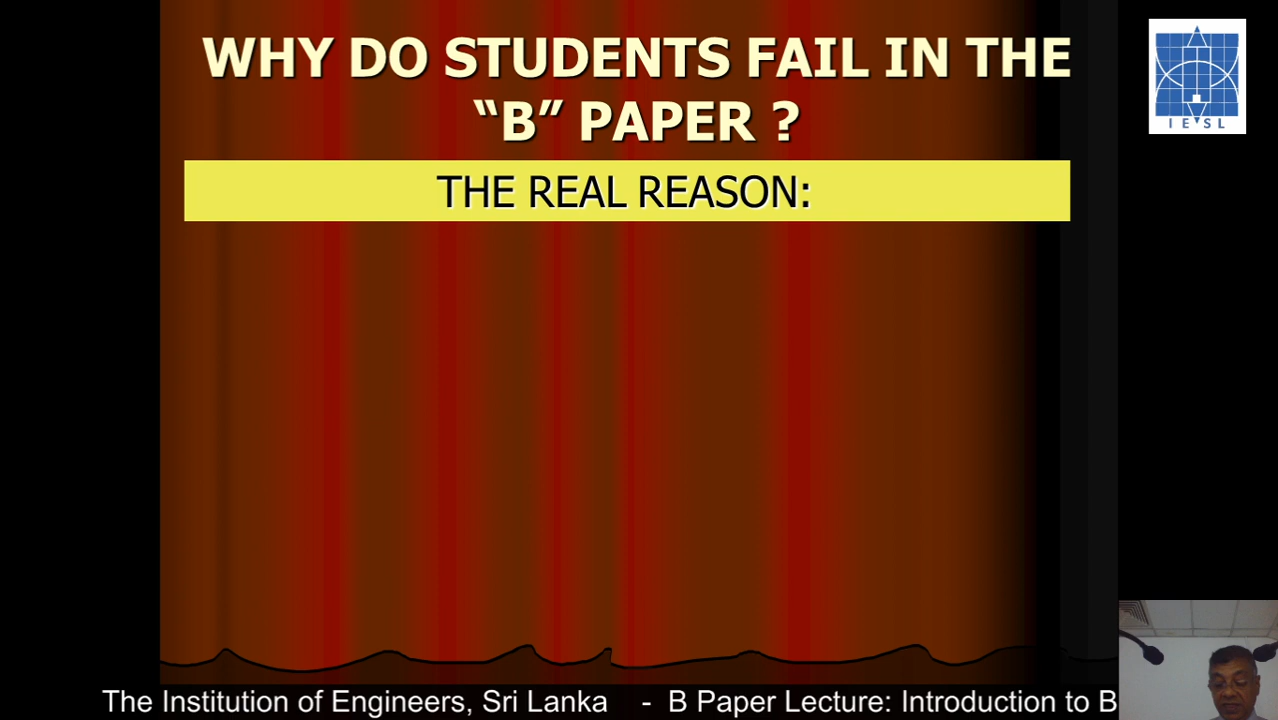 WHY DO STUDENTS FAIL IN THE
“B” PAPER ?
THE REAL REASON:
IESL
The Institution of Engineers, Sri Lanka - B Paper Lecture: Introduction to B